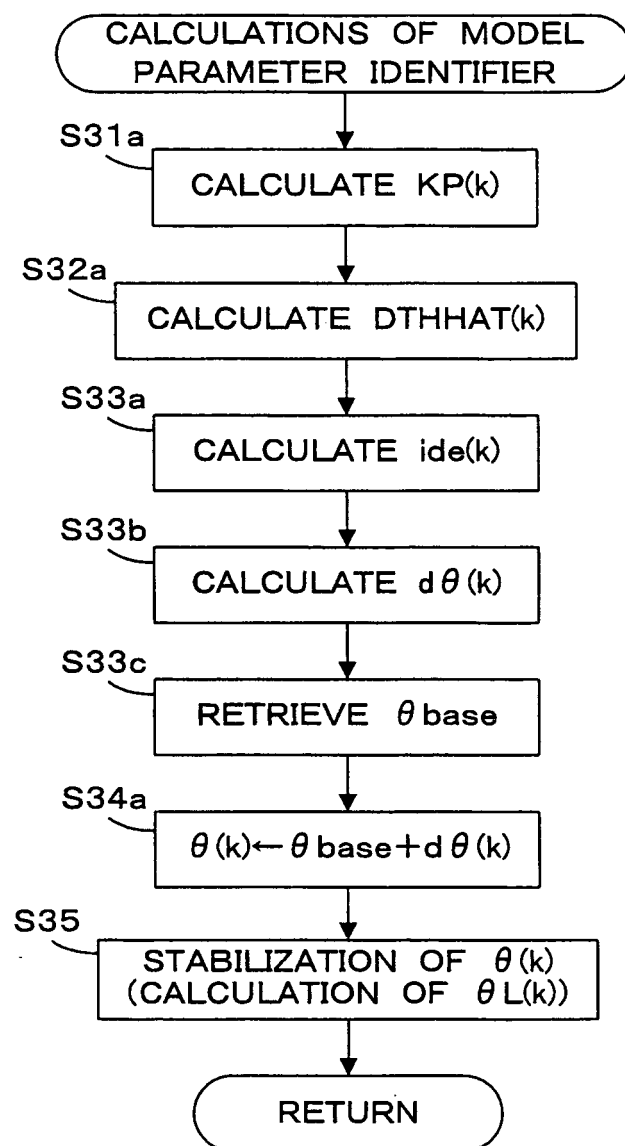 CALCULATIONS OF MODEL
PARAMETER IDENTIFIER
S31a
CALCULATE KP(k)
S32a
CALCULATE DTHHAT(k)
S33a
CALCULATE ide(k)
S33b
CALCULATE dθ(k)
S33c
RETRIEVE θbase
S34a
θ(k)←θbase+dθ(k)
S35
STABILIZATION OF θ(k)
(CALCULATION OF θL(k))
RETURN